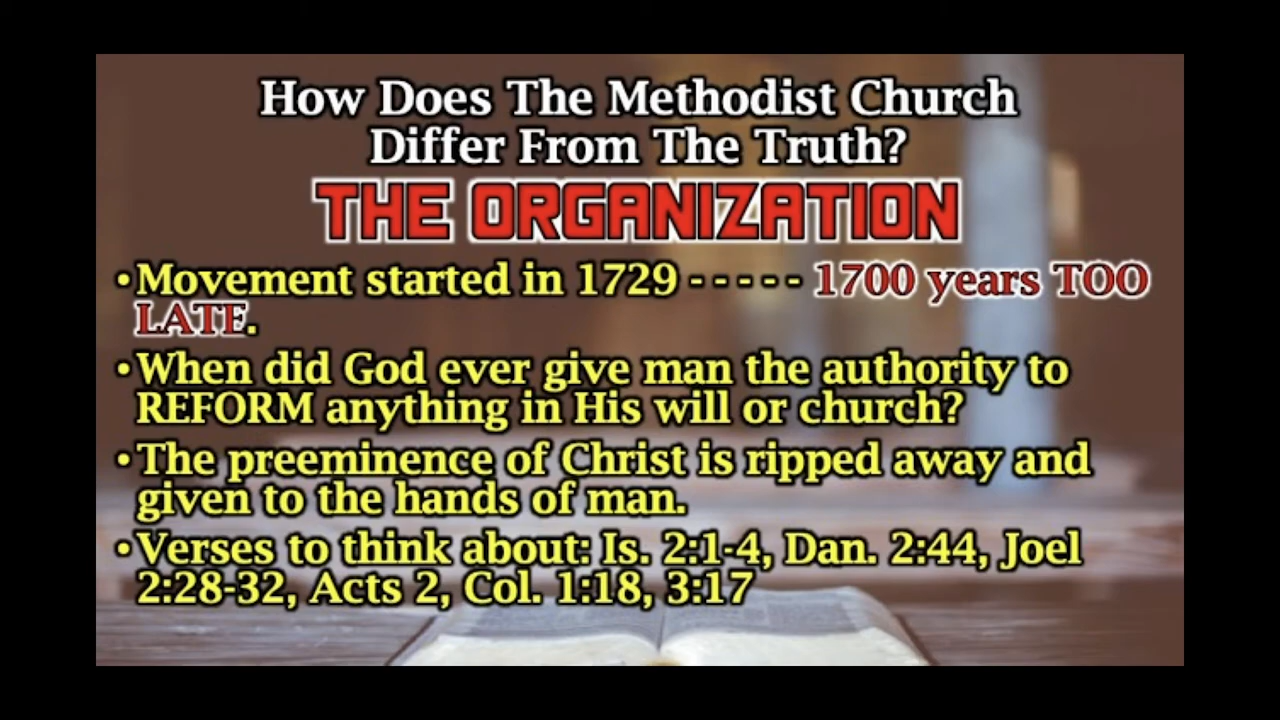 How Does The Methodist Church
Differ From The Truth?
THE ORGANIZATION
•Movement started in 1729 - - - - - 1700 years TOO
LATE.
•When did God ever give man the authority to
REFORM anything in His will or church?
•The preeminence of Christ is ripped away and
given to the hands of man.
•Verses to think about: Is. 2:1-4, Dan. 2:44, Joel
2:28-32, Acts 2, Col. 1:18, 3:17